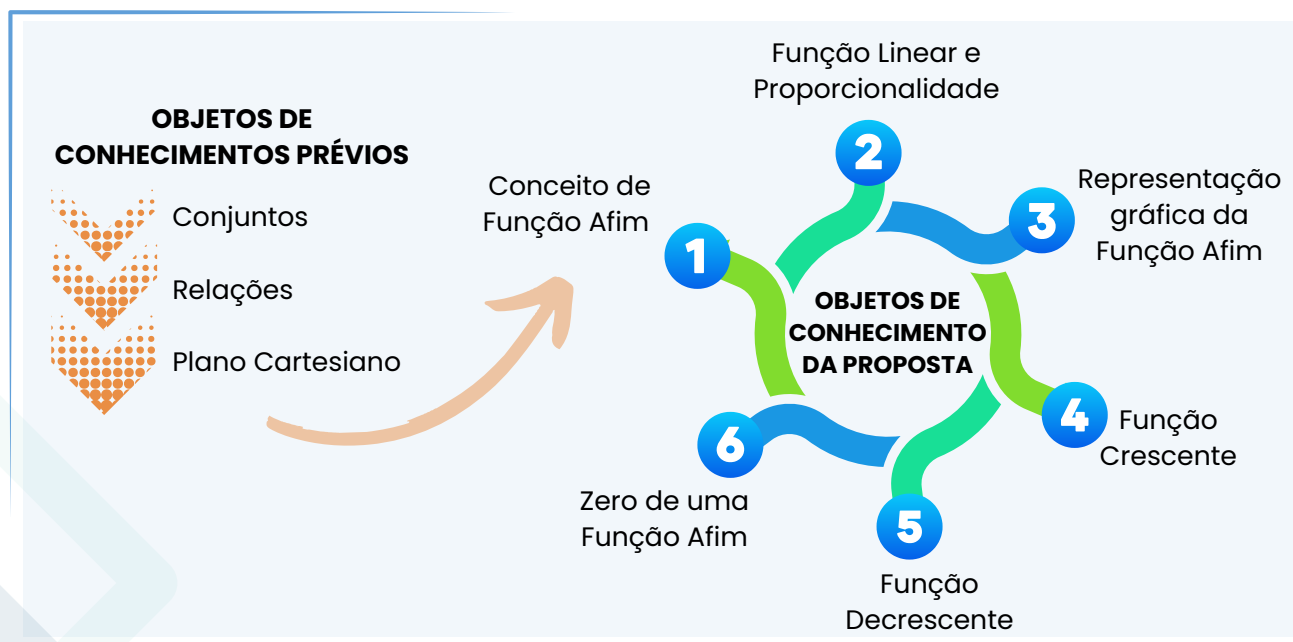 OBJETOS DE
CONHECIMENTOS PRÉVIOS
Conjuntos
Relações
Plano Cartesiano
Conceito de
Função Afim
1
Função Linear e
Proporcionalidade
2
Representação
gráfica da
Função Afim
3
OBJETOS DE
CONHECIMENTO
DA PROPOSTA
4
Função
Crescente
5
Função
Decrescente
6
Zero de uma
Função Afim